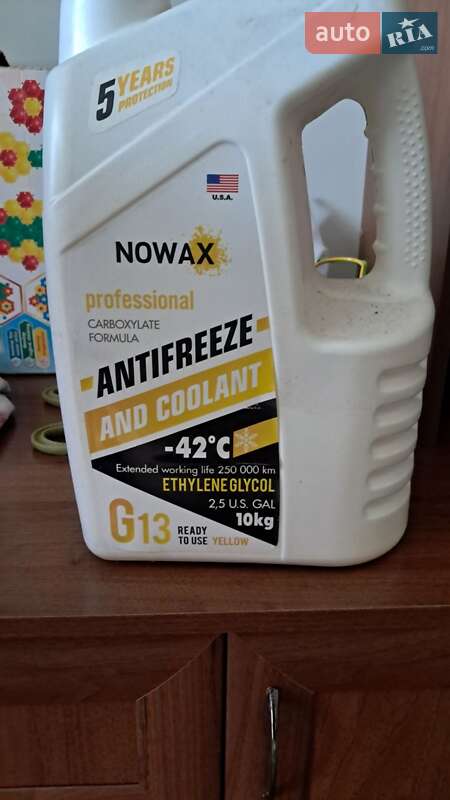 auto RIA
.com
5 YEARS
PROTECTION
U.S.A.
NOWAX
professional
CARBOXYLATE
FORMULA
ANTIFREEZE
AND COOLANT
-42°C
Extended working life 250 000 km
ETHYLENE GLYCOL
2,5 U.S. GAL
10kg
G13 READY
TO USE YELLOW